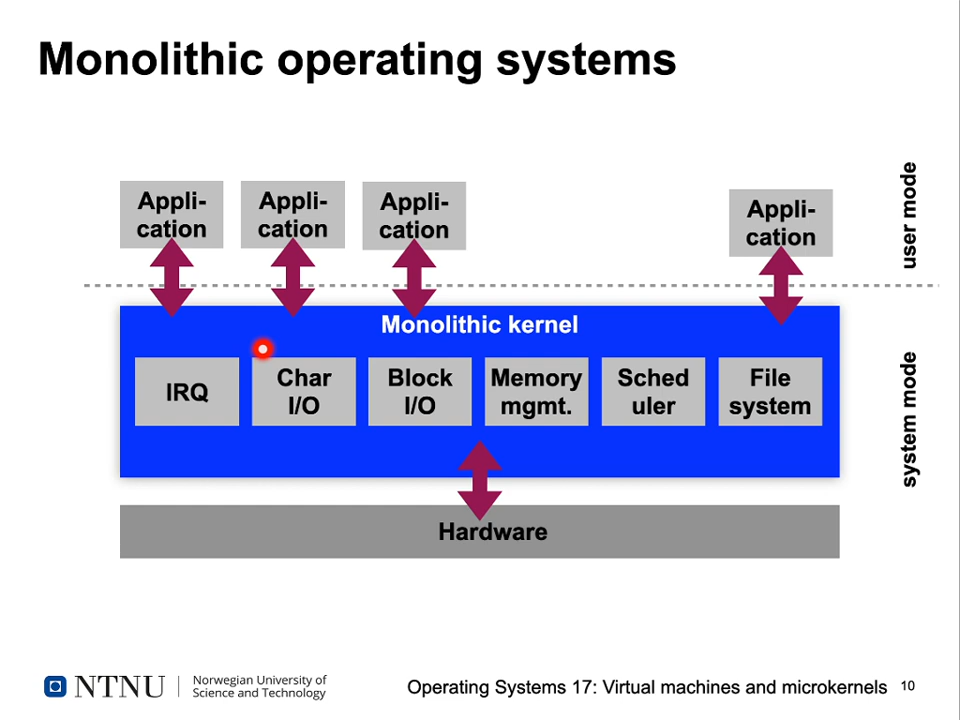 Monolithic operating systems
Appli-
cation
Appli-
cation
Appli-
cation
Appli-
cation
user mode
Monolithic kernel
IRQ
Char
I/O
Block
I/O
Memory
mgmt.
Sched
uler
File
system
system mode
Hardware
NTNU
Norwegian University of
Science and Technology
Operating Systems 17: Virtual machines and microkernels
10